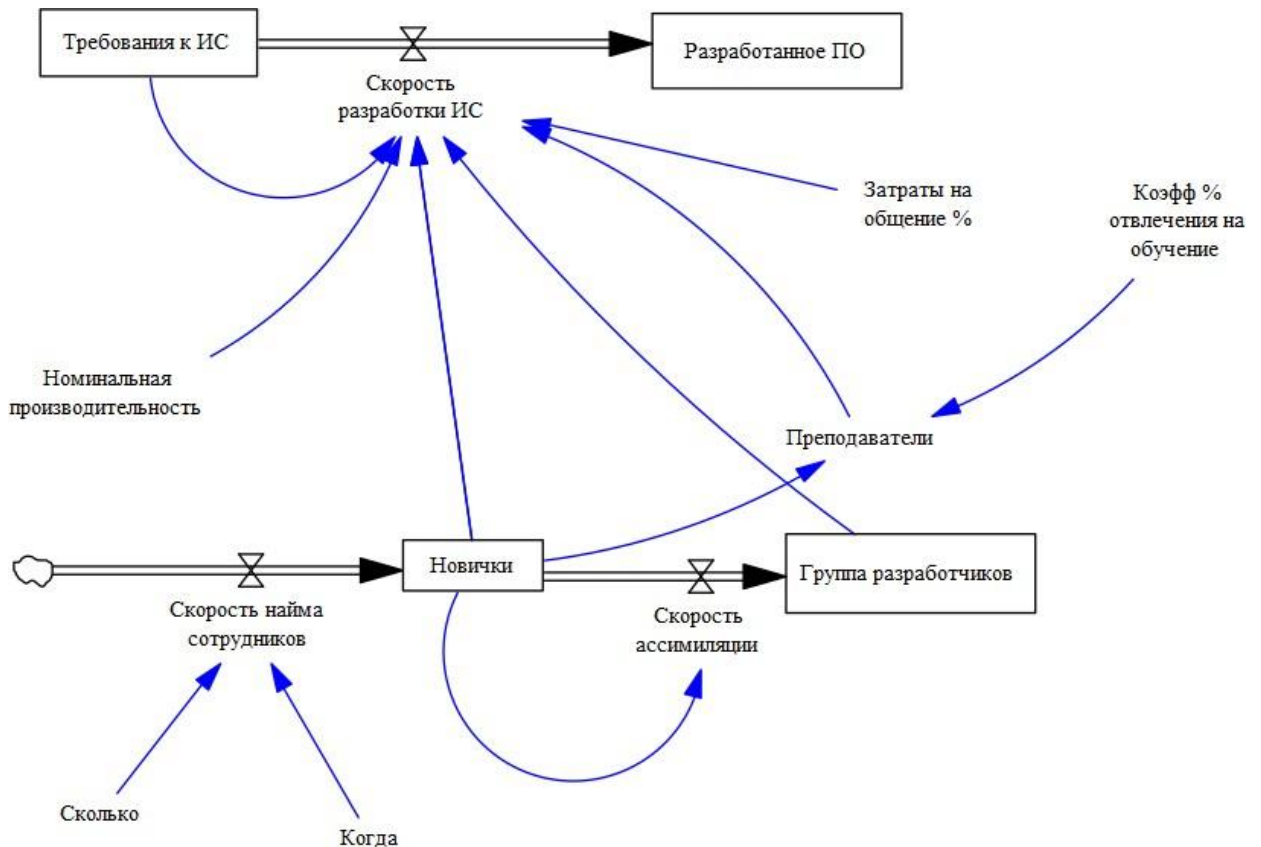 Требования к ИС
Разработанное ПО
Скорость
разработки ИС
Затраты на
общение %
Коэфф %
отвлечения на
обучение
Номинальная
производительность
Преподаватели
Новички
Группа разработчиков
Скорость найма
сотрудников
Скорость
ассимиляции
Сколько
Когда